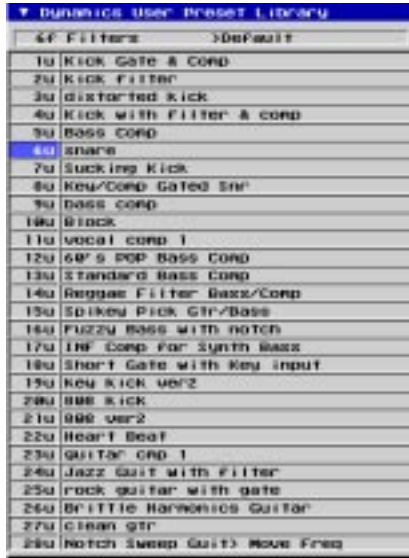 ▼ Dynamics User Preset Library
6F Filters >Default
1u Kick Gate & Comp
2u Kick Filter
3u distorted kick
4u Kick with Filter & comp
5u Bass Comp
6u snare
7u Sucking Kick
8u Key/Comp Gated Snr
9u bass comp
10u Block
11u vocal comp 1
12u 60's POP Bass Comp
13u Standard Bass Comp
14u Reggae Filter Bass/Comp
15u Spikey Pick Gtr/Bass
16u Fuzzy Bass with notch
17u INF Comp for Synth Bass
18u Short Gate with Key input
19u Key kick ver2
20u 808 kick
21u 808 ver2
22u Heart Beat
23u guitar cmp 1
24u Jazz Guit with filter
25u rock guitar with gate
26u Brittle Harmonics Guitar
27u clean gtr
28u Notch Sweep Guit> Move Freq